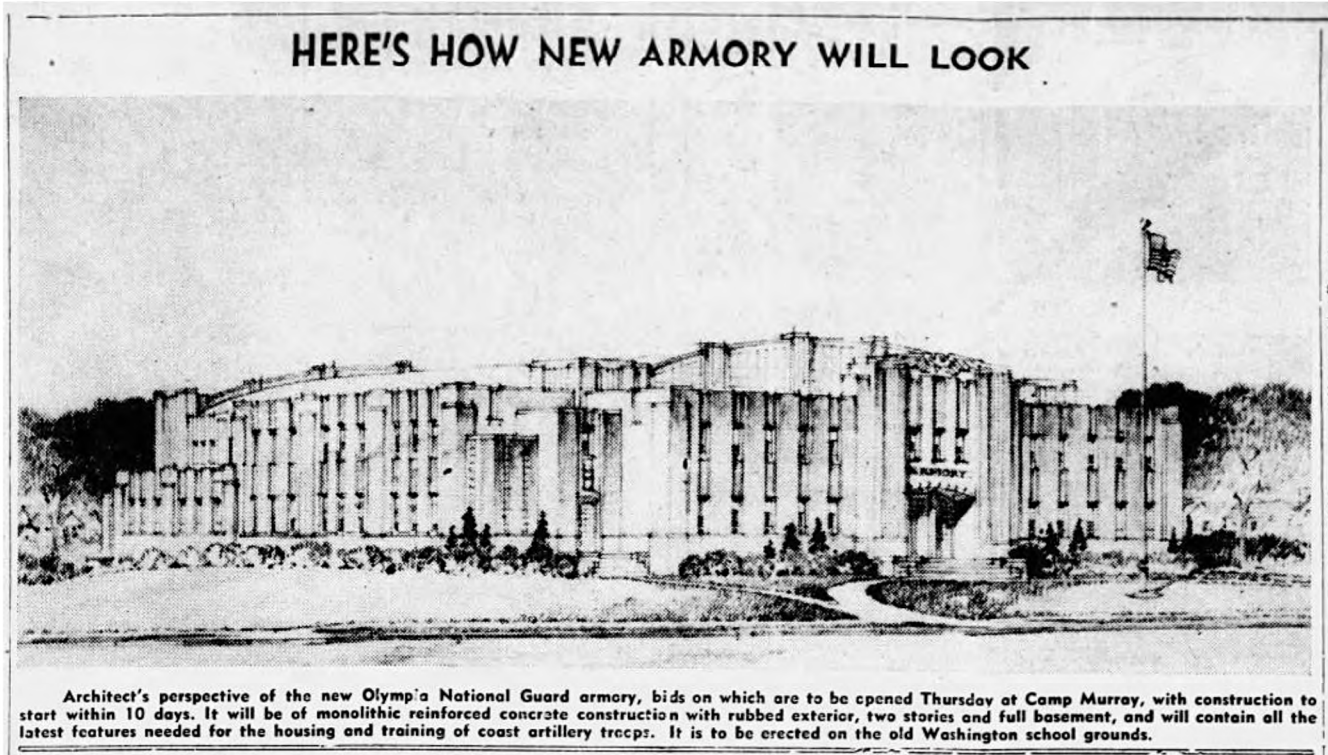 HERE'S HOW NEW ARMORY WILL LOOK
ARMORY
Architect's perspective of the new Olympia National Guard armory, bids on which are to be opened Thursday at Camp Murray, with construction to
start within 10 days. It will be of monolithic reinforced concrete construction with rubbed exterior, two stories and full basement, and will contain all the
latest features needed for the housing and training of coast artillery troops. It is to be erected on the old Washington school grounds.